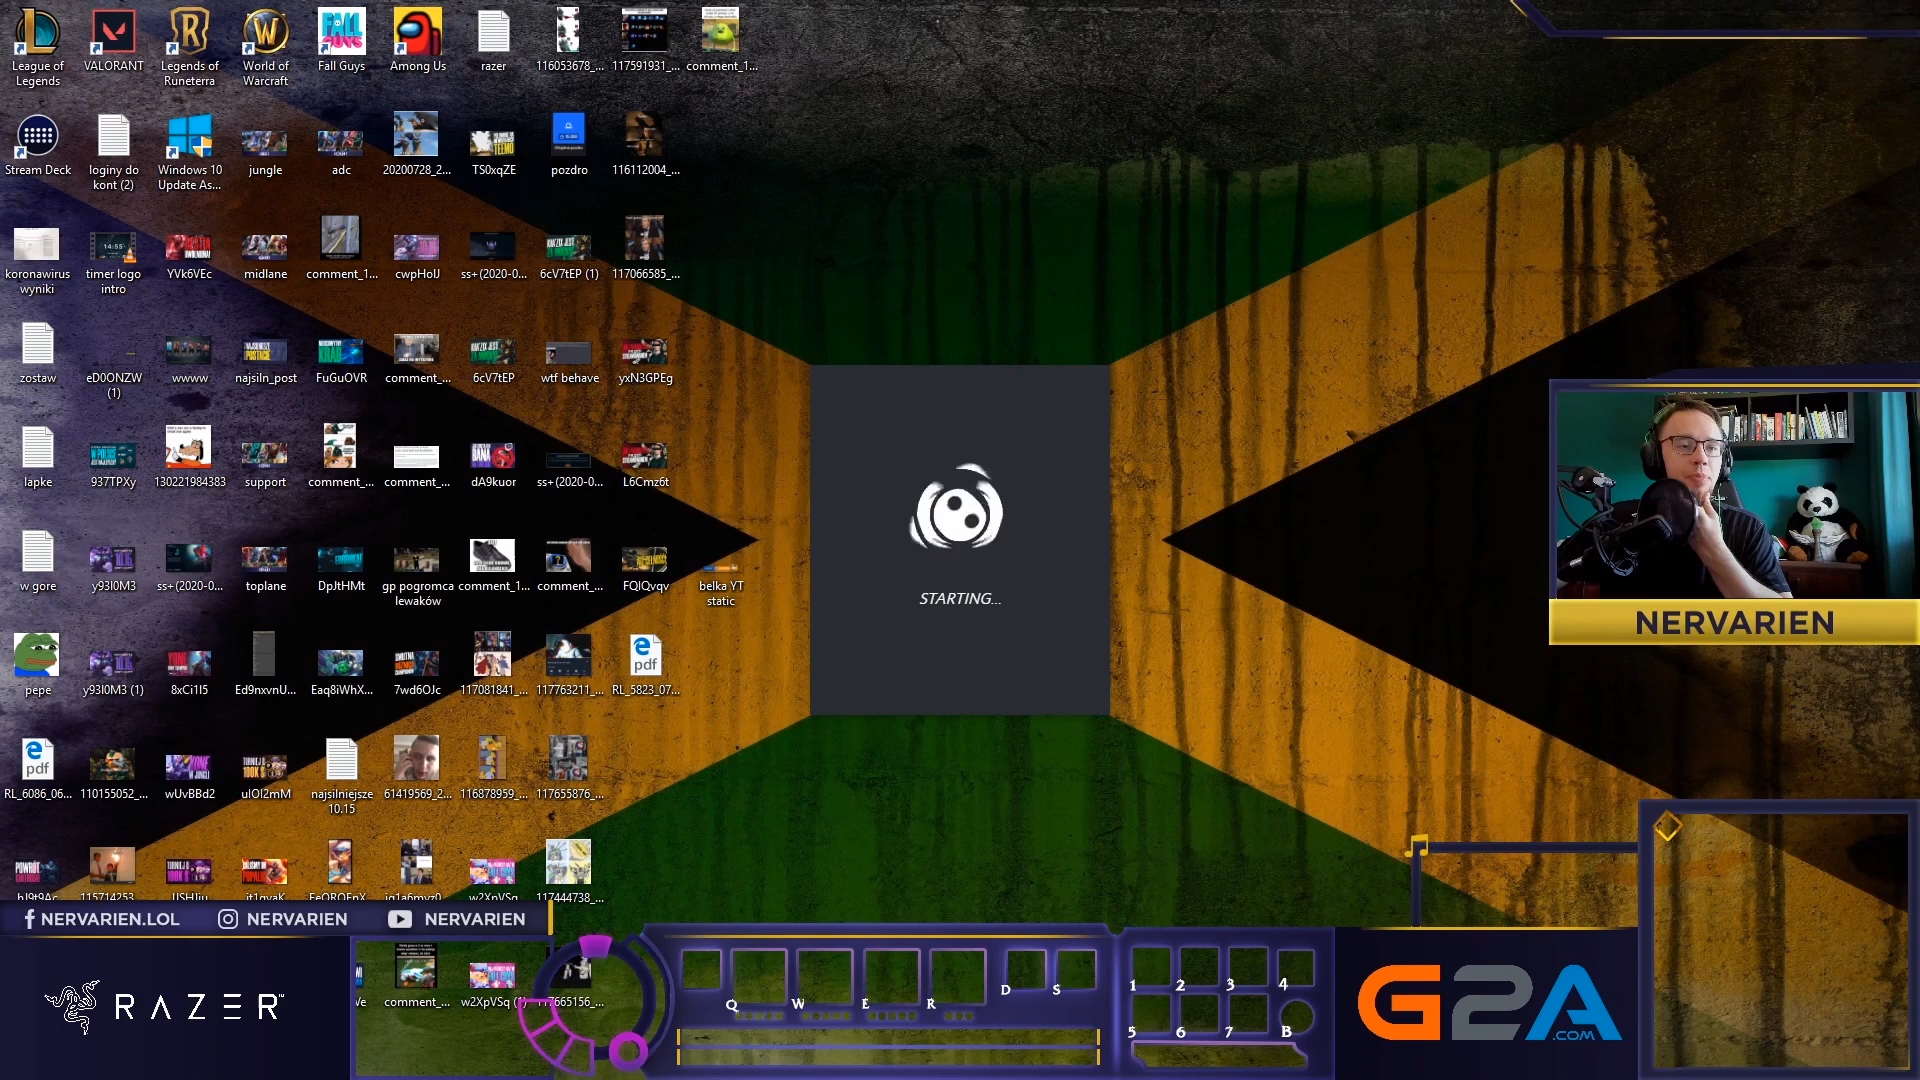 League of Legends
VALORANT
Legends of Runeterra
World of Warcraft
Fall Guys
Among Us
razer
116053678_...
117591931_...
comment_1...
Stream Deck
loginy do kont (2)
Windows 10 Update As...
jungle
adc
20200728_2...
TS0xqZE
pozdro
116112004_...
koronawirus wyniki
timer logo intro
YVk6VEc
midlane
comment_1...
cwpHolJ
ss+(2020-0...
6cV7tEP (1)
117066585_...
zostaw
eD0ONZW (1)
wwww
najsiln_post
FuGuOVR
comment_...
6cV7tEP
wtf behave
yxN3GPEg
lapke
937TPXy
130221984383
support
comment_...
comment_...
dA9kuor
ss+(2020-0...
L6Cmz6t
w gore
y93I0M3
ss+(2020-0...
toplane
DpJtHMt
gp pogromca lewaków
comment_1...
comment_...
FQlQvqv
belka YT static
pepe
y93I0M3 (1)
8xCi1I5
Ed9nxvnU...
Eaq8iWhX...
7wd6OJc
117081841_...
117763211_...
RL_5823_07...
RL_6086_06...
110155052_...
wUvBBd2
ulOl2mM
najsilniejsze 10.15
61419569_2...
116878959_...
117655876_...
117444738_...
STARTING...
NERVARIEN
NERVARIEN.LOL
NERVARIEN
NERVARIEN
comment_...
w2XpVSq (1)
117665156_...
RAZER
Q W E R D S
1 2 3 4
5 6 7 B
G2A
.COM